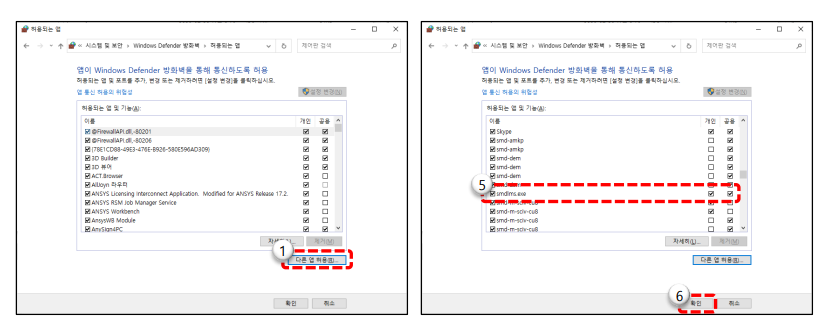 허용되는 앱
« 시스템 및 보안 › Windows Defender 방화벽 › 허용되는 앱
제어판 검색
앱이 Windows Defender 방화벽을 통해 통신하도록 허용
허용되는 앱 및 포트를 추가, 변경 또는 제거하려면 [설정 변경]을 클릭하십시오.
앱 통신 허용의 위험성
설정 변경(N)
허용되는 앱 및 기능(A):
이름 개인 공용
@FirewallAPI.dll,-80201
@FirewallAPI.dll,-80206
{78E1CD88-49E3-476E-B926-580E596AD309}
3D Builder
3D 뷰어
ACT.Browser
AllJoyn 라우터
ANSYS Licensing Interconnect Application. Modified for ANSYS Release 17.2.
ANSYS RSM Job Manager Service
ANSYS Workbench
AnsysWB Module
AnySign4PC
제거(M)
1
다른 앱 허용(R)...
확인 취소
허용되는 앱
« 시스템 및 보안 › Windows Defender 방화벽 › 허용되는 앱
제어판 검색
앱이 Windows Defender 방화벽을 통해 통신하도록 허용
허용되는 앱 및 포트를 추가, 변경 또는 제거하려면 [설정 변경]을 클릭하십시오.
앱 통신 허용의 위험성
설정 변경(N)
허용되는 앱 및 기능(A):
이름 개인 공용
Skype
smd-amkp
smd-amkp
smd-dem
smd-dem
smd-dem
5
smdlms.exe
smd-m-sciv-cu8
smd-m-sciv-cu8
smd-m-sciv-cu8
자세히(L)... 제거(M)
다른 앱 허용(R)...
6
확인 취소